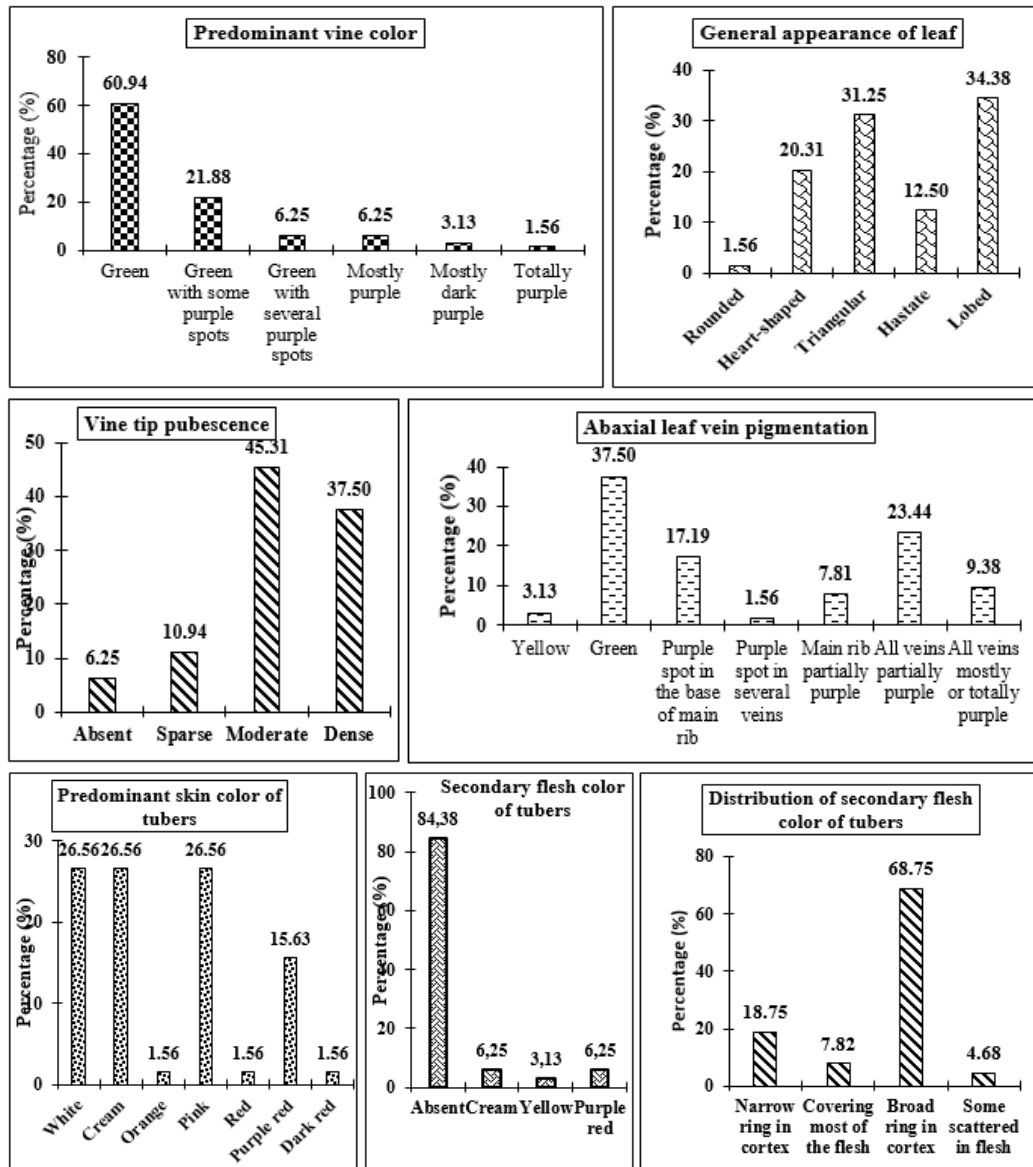 Predominant vine color
Percentage (%)
80
60
40
20
0
60.94
21.88
6.25
6.25
3.13
1.56
Green
Green
with some
purple
spots
Green
with
several
purple
spots
Mostly
purple
Mostly
dark
purple
Totally
purple
General appearance of leaf
Percentage (%)
40
30
20
10
0
1.56
20.31
31.25
12.50
34.38
Rounded
Heart-shaped
Triangular
Hastate
Lobed
Vine tip pubescence
Percentage (%)
50
40
30
20
10
0
6.25
10.94
45.31
37.50
Absent
Sparse
Moderate
Dense
Abaxial leaf vein pigmentation
Percentage (%)
40
30
20
10
0
3.13
37.50
17.19
1.56
7.81
23.44
9.38
Yellow
Green
Purple
spot in
the base
of main
rib
Purple
spot in
several
veins
Main rib
partially
purple
All veins
partially
purple
All veins
mostly
or totally
purple
Predominant skin color of
tubers
Percentage (%)
30
20
10
0
26.56
26.56
1.56
26.56
1.56
15.63
1.56
White
Cream
Orange
Pink
Red
Purple red
Dark red
Secondary flesh color
of tubers
Percentage (%)
100
80
60
40
20
0
84,38
6,25
3,13
6,25
Absent
Cream
Yellow
Purple
red
Distribution of secondary flesh
color of tubers
Percentage (%)
80
60
40
20
0
18.75
7.82
68.75
4.68
Narrow
ring in
cortex
Covering
most of
the flesh
Broad
ring in
cortex
Some
scattered
in flesh